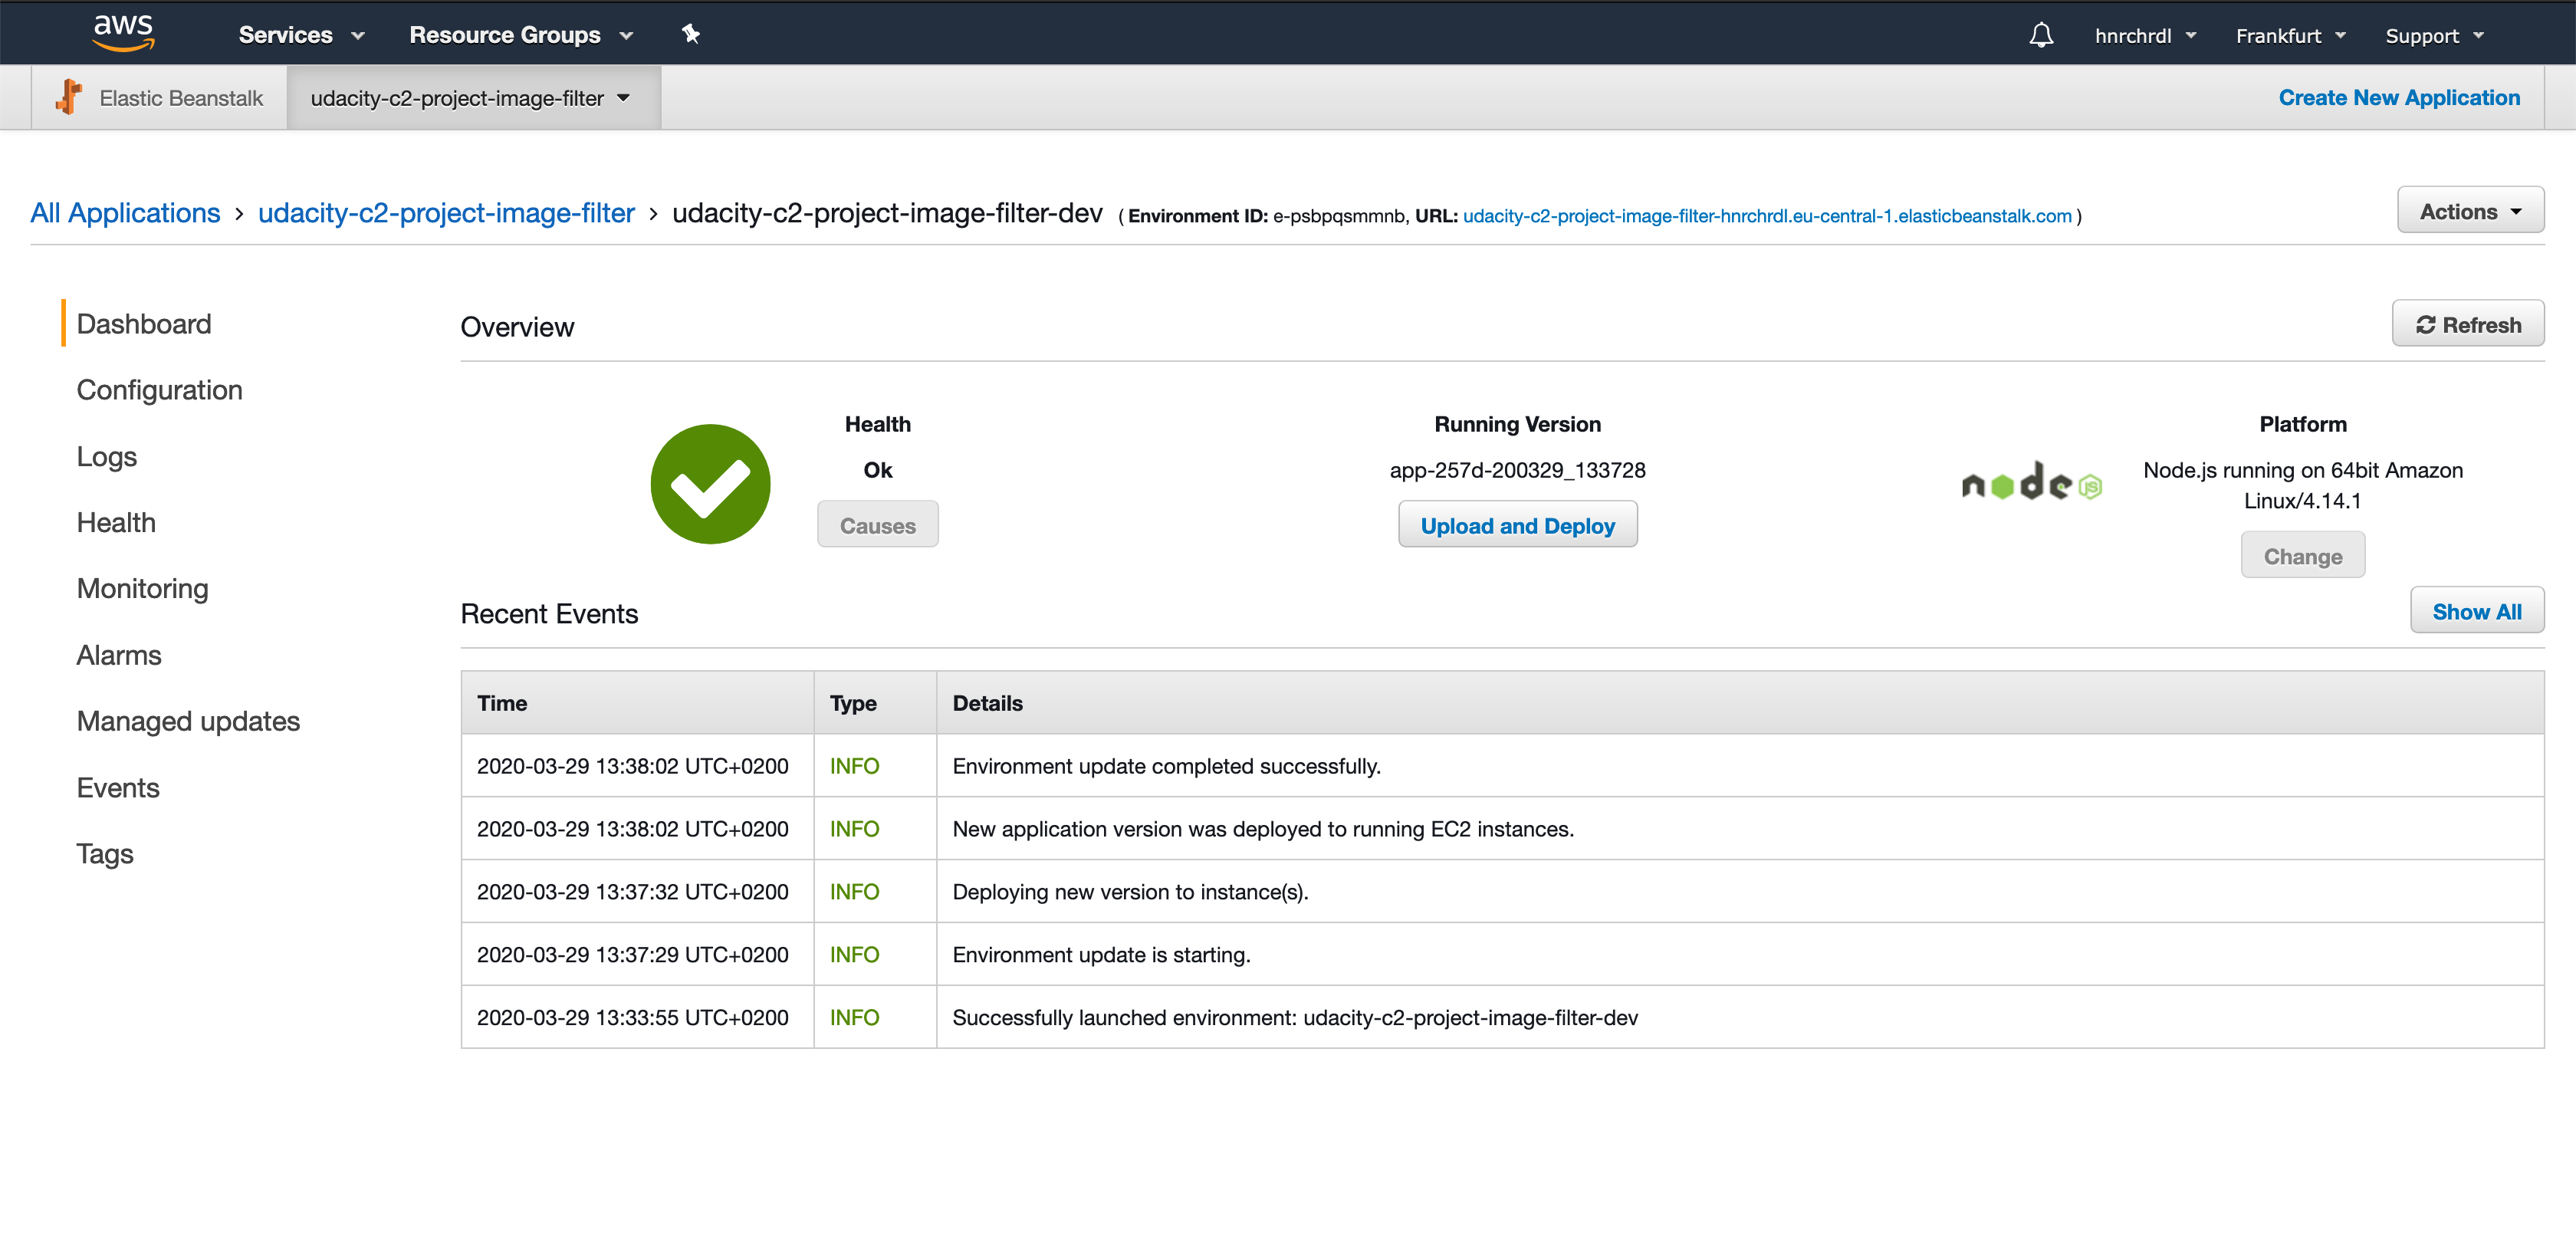 aws Services Resource Groups hnrchrdl Frankfurt Support
Elastic Beanstalk udacity-c2-project-image-filter Create New Application
All Applications › udacity-c2-project-image-filter › udacity-c2-project-image-filter-dev ( Environment ID: e-psbpqsmmnb, URL: udacity-c2-project-image-filter-hnrchrdl.eu-central-1.elasticbeanstalk.com )
Actions
Dashboard
Configuration
Logs
Health
Monitoring
Alarms
Managed updates
Events
Tags
Overview
Refresh
Health
Ok
Causes
Running Version
app-257d-200329_133728
Upload and Deploy
node JS
Platform
Node.js running on 64bit Amazon
Linux/4.14.1
Change
Recent Events
Show All
Time Type Details
2020-03-29 13:38:02 UTC+0200 INFO Environment update completed successfully.
2020-03-29 13:38:02 UTC+0200 INFO New application version was deployed to running EC2 instances.
2020-03-29 13:37:32 UTC+0200 INFO Deploying new version to instance(s).
2020-03-29 13:37:29 UTC+0200 INFO Environment update is starting.
2020-03-29 13:33:55 UTC+0200 INFO Successfully launched environment: udacity-c2-project-image-filter-dev